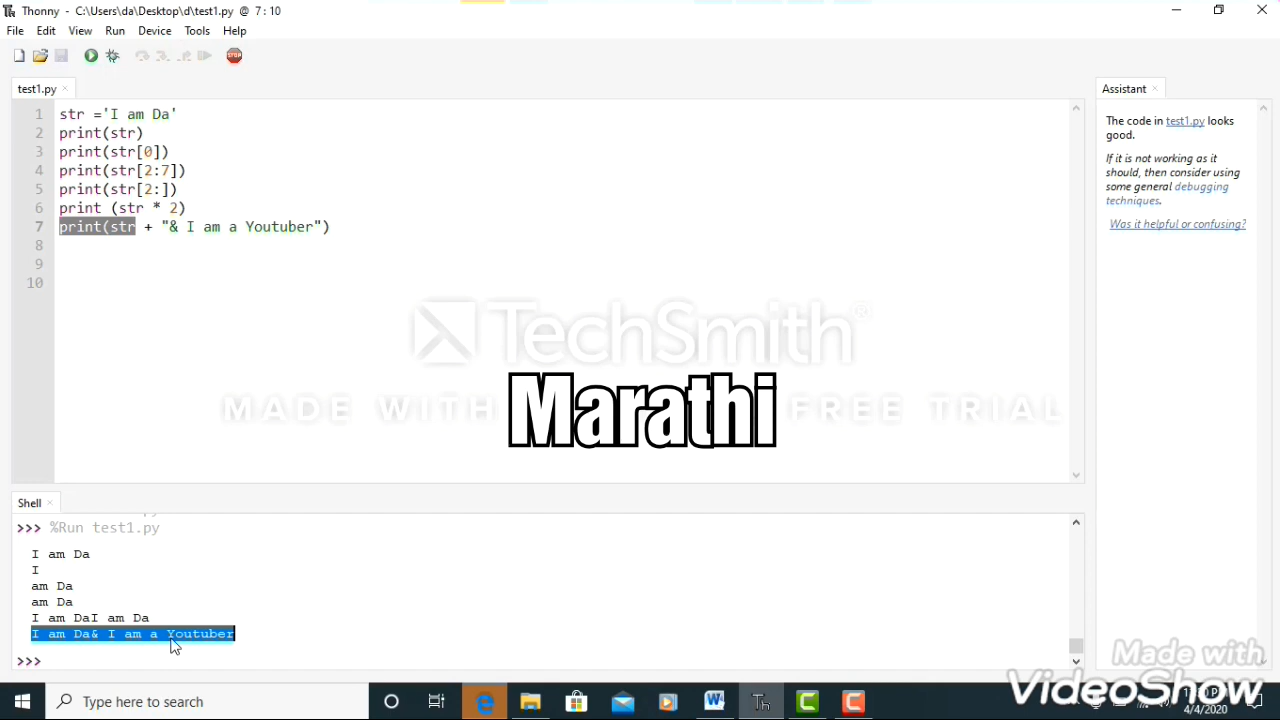 Thonny - C:\Users\da\Desktop\d\test1.py @ 7:10
File Edit View Run Device Tools Help
STOP
test1.py
1 str ='I am Da'
2 print(str)
3 print(str[0])
4 print(str[2:7])
5 print(str[2:])
6 print (str * 2)
7 print(str + "& I am a Youtuber")
8
9
10
Assistant
The code in test1.py looks
good.
If it is not working as it
should, then consider using
some general debugging
techniques.
Was it helpful or confusing?
TechSmith®
MADE WITH FREE TRIAL
Marathi
Shell
>>> %Run test1.py
I am Da
I
am Da
am Da
I am DaI am Da
I am Da& I am a Youtuber
>>>
Made with
VideoShow
Type here to search
4/4/2020